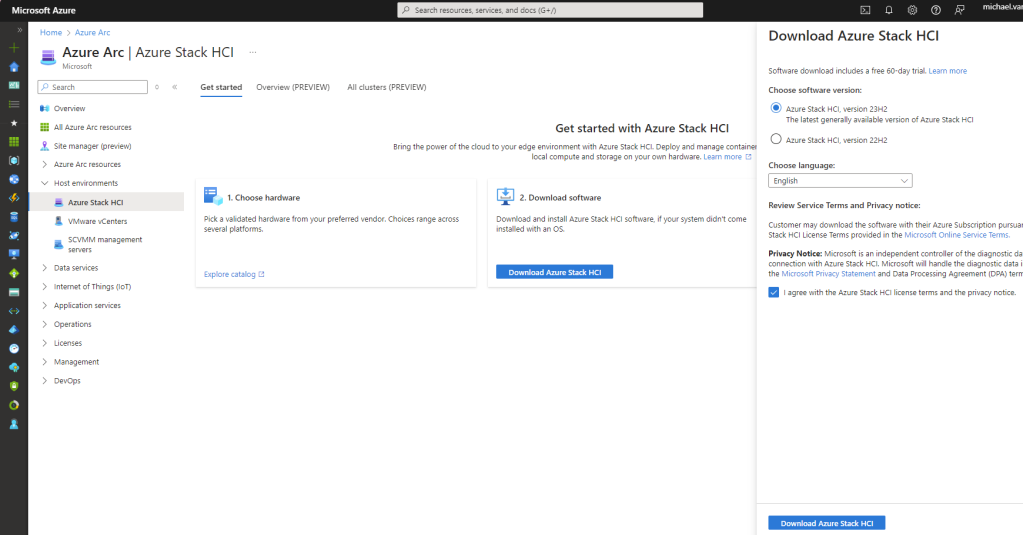 Microsoft Azure
Search resources, services, and docs (G+/)
michael.van
Home > Azure Arc
Azure Arc | Azure Stack HCI ...
Microsoft
Search
Overview
All Azure Arc resources
Site manager (preview)
Azure Arc resources
Host environments
Azure Stack HCI
VMware vCenters
SCVMM management
servers
Data services
Internet of Things (IoT)
Application services
Operations
Licenses
Management
DevOps
Get started
Overview (PREVIEW)
All clusters (PREVIEW)
Get started with Azure Stack HCI
Bring the power of the cloud to your edge environment with Azure Stack HCI. Deploy and manage container
local compute and storage on your own hardware. Learn more
1. Choose hardware
Pick a validated hardware from your preferred vendor. Choices range across
several platforms.
Explore catalog
2. Download software
Download and install Azure Stack HCI software, if your system didn't come
installed with an OS.
Download Azure Stack HCI
Download Azure Stack HCI
Software download includes a free 60-day trial. Learn more
Choose software version:
Azure Stack HCI, version 23H2
The latest generally available version of Azure Stack HCI
Azure Stack HCI, version 22H2
Choose language:
English
Review Service Terms and Privacy notice:
Customer may download the software with their Azure Subscription pursuan
Stack HCI License Terms provided in the Microsoft Online Service Terms.
Privacy Notice: Microsoft is an independent controller of the diagnostic da
connection with Azure Stack HCI. Microsoft will handle the diagnostic data i
the Microsoft Privacy Statement and Data Processing Agreement (DPA) term
I agree with the Azure Stack HCI license terms and the privacy notice.
Download Azure Stack HCI